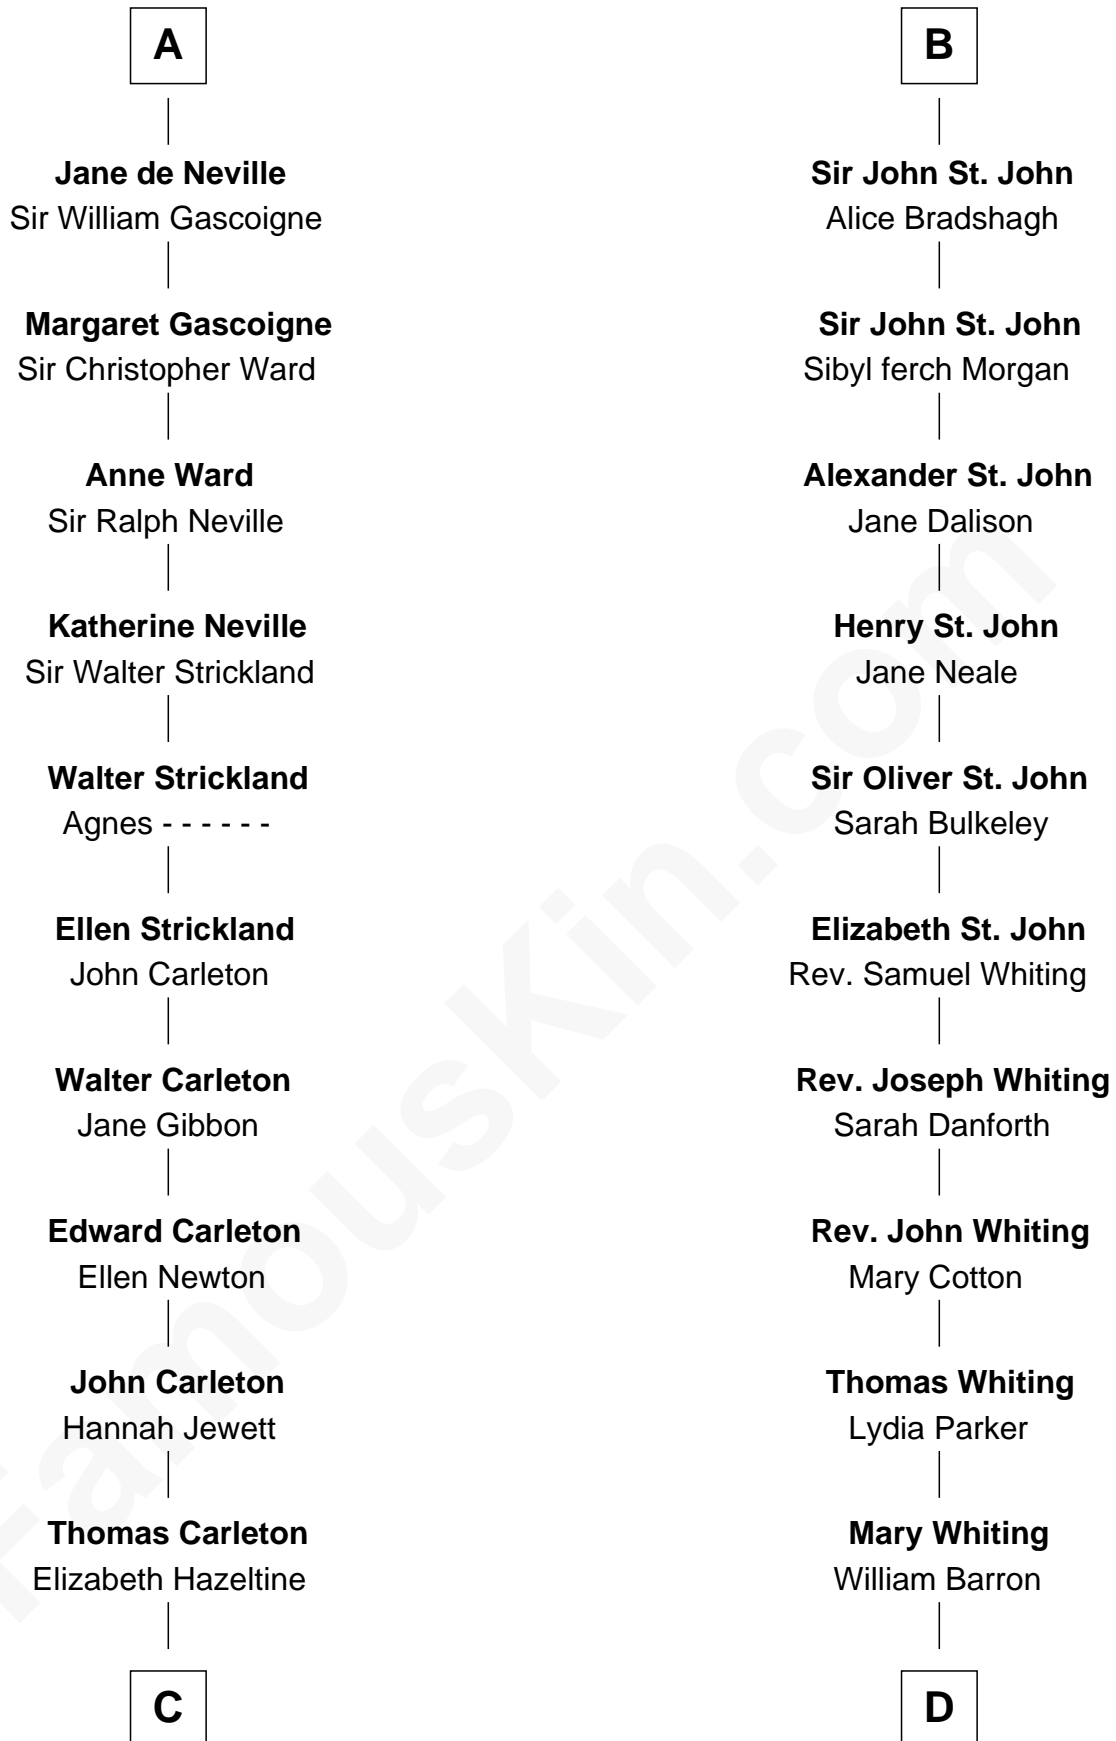 A
Jane de Neville
Sir William Gascoigne
Margaret Gascoigne
Sir Christopher Ward
Anne Ward
Sir Ralph Neville
Katherine Neville
Sir Walter Strickland
Walter Strickland
Agnes - - - - - -
Ellen Strickland
John Carleton
Walter Carleton
Jane Gibbon
Edward Carleton
Ellen Newton
John Carleton
Hannah Jewett
Thomas Carleton
Elizabeth Hazeltine
C
B
Sir John St. John
Alice Bradshagh
Sir John St. John
Sibyl ferch Morgan
Alexander St. John
Jane Dalison
Henry St. John
Jane Neale
Sir Oliver St. John
Sarah Bulkeley
Elizabeth St. John
Rev. Samuel Whiting
Rev. Joseph Whiting
Sarah Danforth
Rev. John Whiting
Mary Cotton
Thomas Whiting
Lydia Parker
Mary Whiting
William Barron
D
FamousKin.com